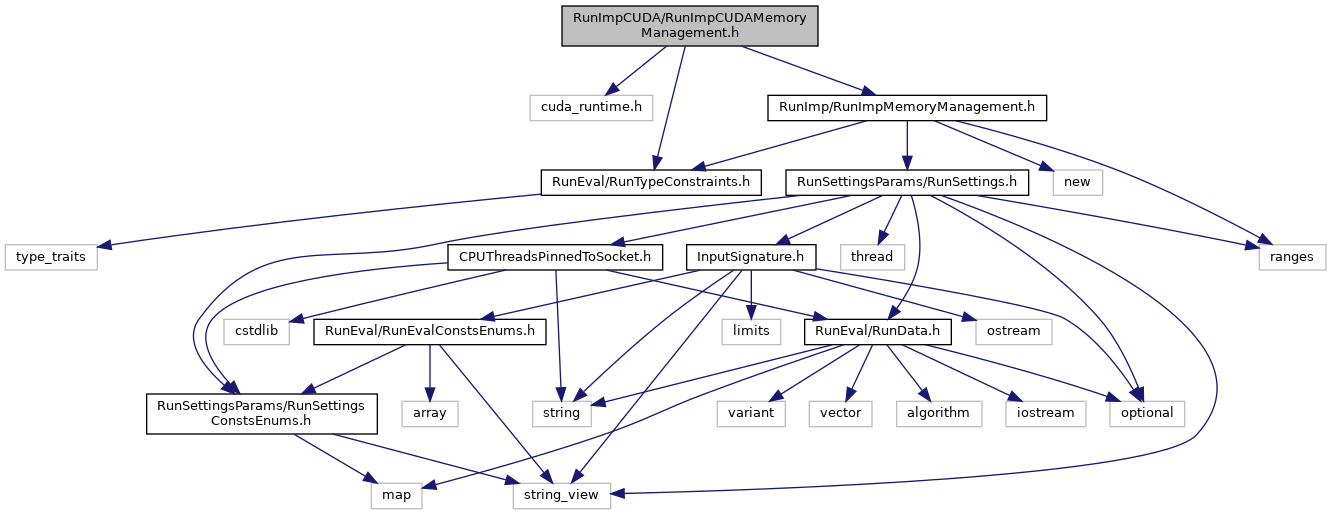 RunImpCUDA/RunImpCUDAMemory
Management.h
cuda_runtime.h
RunImp/RunImpMemoryManagement.h
RunEval/RunTypeConstraints.h
RunSettingsParams/RunSettings.h
new
type_traits
CPUThreadsPinnedToSocket.h
InputSignature.h
thread
ranges
cstdlib
RunEval/RunEvalConstsEnums.h
limits
RunEval/RunData.h
ostream
RunSettingsParams/RunSettings
ConstsEnums.h
array
string
variant
vector
algorithm
iostream
optional
map
string_view